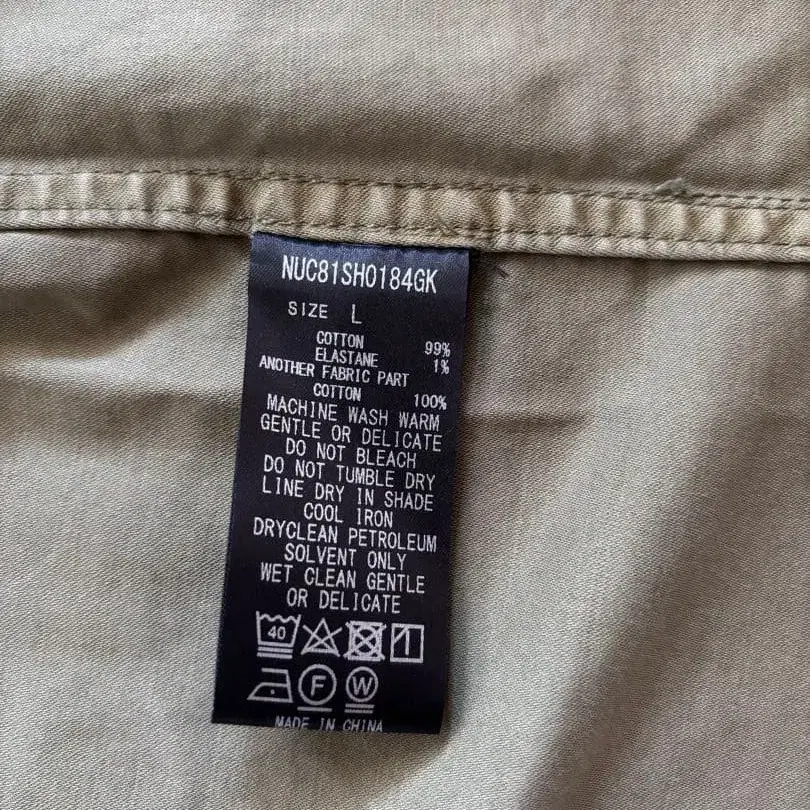 NUC81SH0184GK
SIZE L
COTTON 99%
ELASTANE 1%
ANOTHER FABRIC PART
COTTON 100%
MACHINE WASH WARM
GENTLE OR DELICATE
DO NOT BLEACH
DO NOT TUMBLE DRY
LINE DRY IN SHADE
COOL IRON
DRYCLEAN PETROLEUM
SOLVENT ONLY
WET CLEAN GENTLE
OR DELICATE
40
F W
MADE IN CHINA